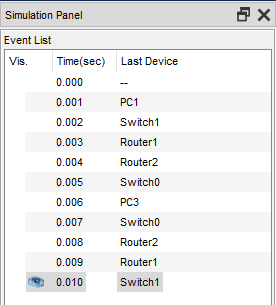 Simulation Panel
Event List
Vis. Time(sec) Last Device
0.000 --
0.001 PC1
0.002 Switch1
0.003 Router1
0.004 Router2
0.005 Switch0
0.006 PC3
0.007 Switch0
0.008 Router2
0.009 Router1
0.010 Switch1